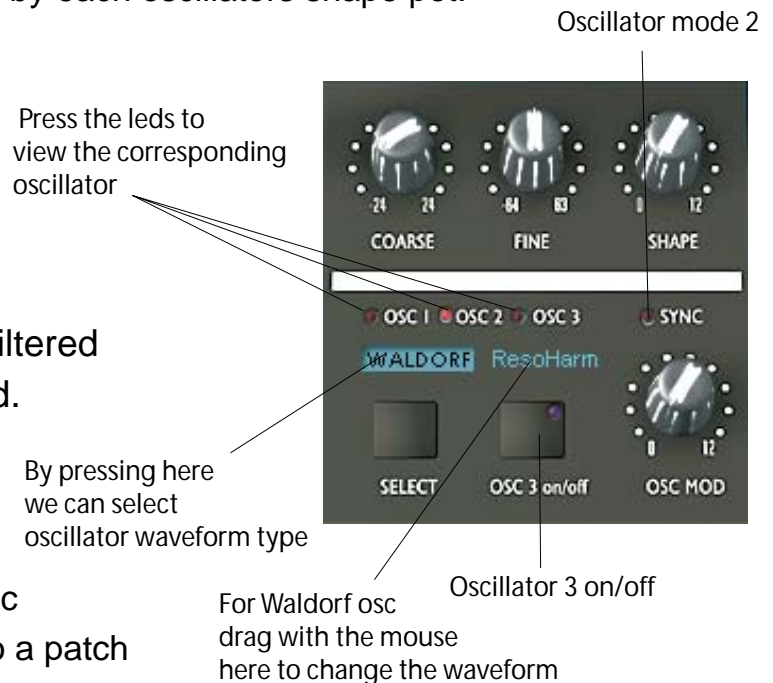 by each oscillators shape pot.
Oscillator mode 2
Press the leds to
view the corresponding
oscillator
-24 24
-64 63
0 12
COARSE
FINE
SHAPE
OSC 1
OSC 2
OSC 3
SYNC
iltered
d.
WALDORF
ResoHarm
By pressing here
we can select
oscillator waveform type
0 12
SELECT
OSC 3 on/off
OSC MOD
c
o a patch
For Waldorf osc
drag with the mouse
here to change the waveform
Oscillator 3 on/off